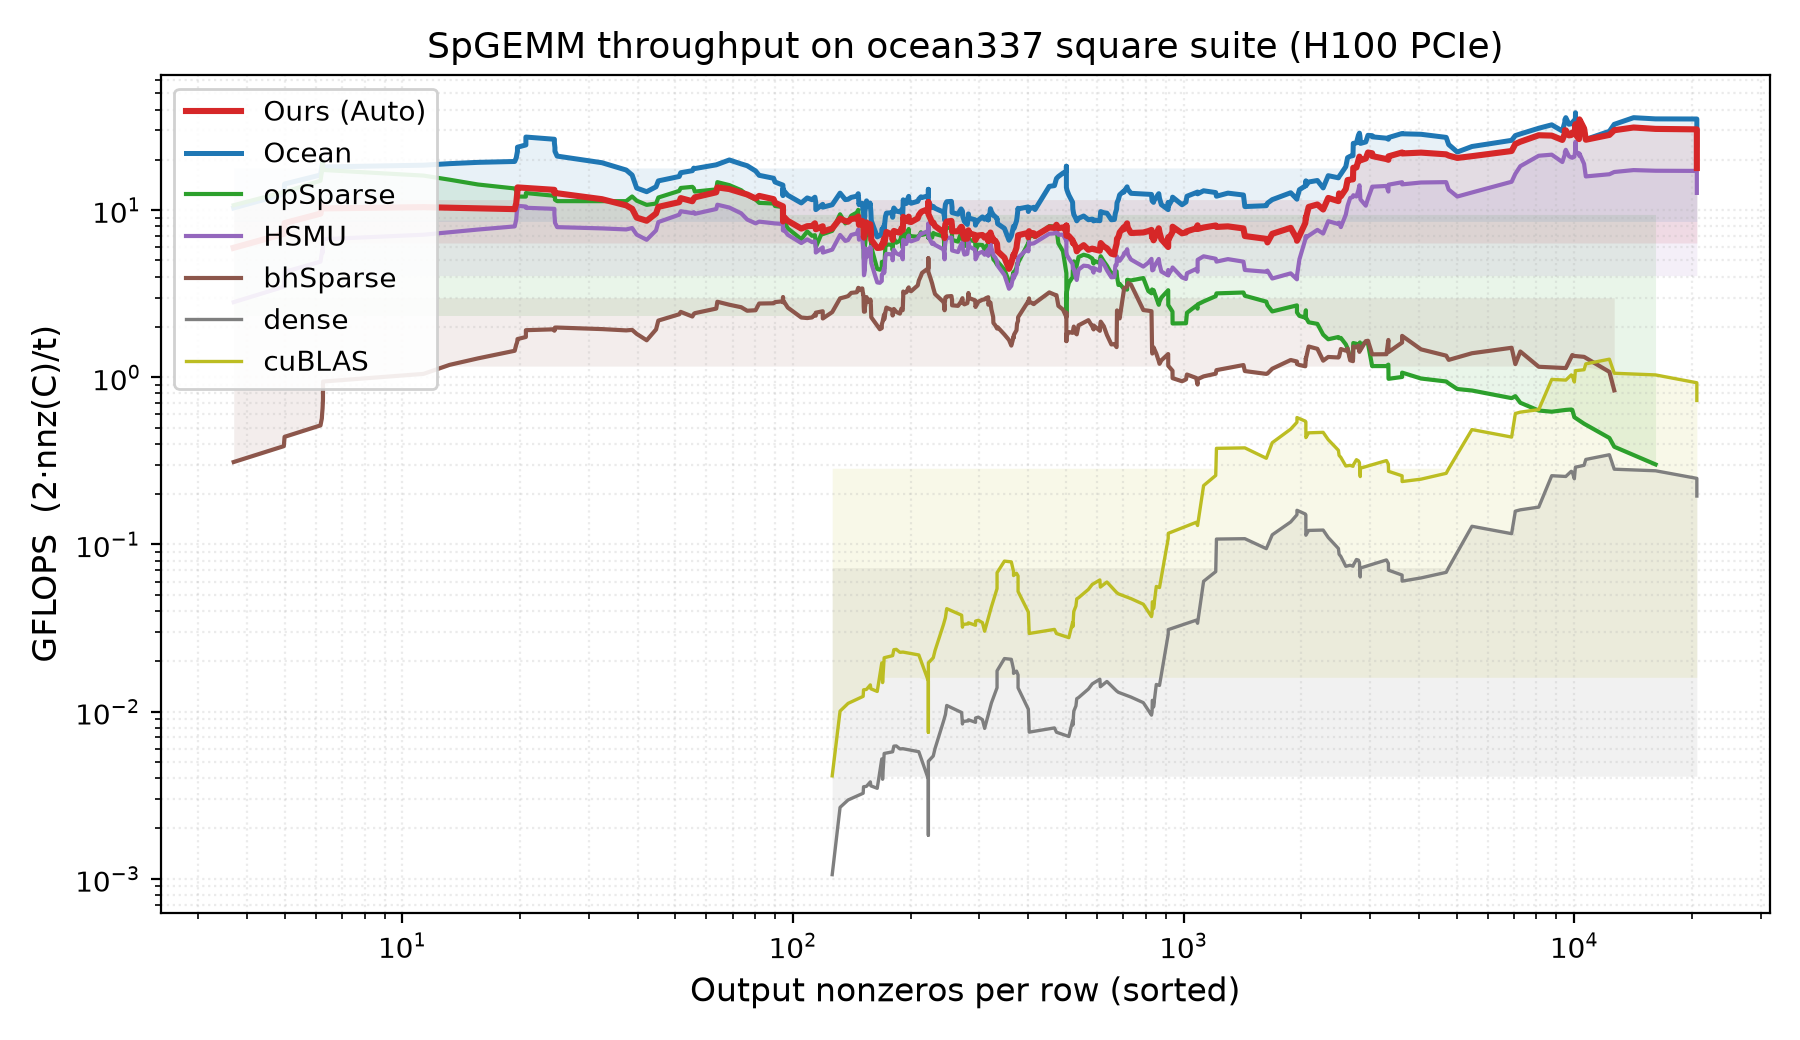 SpGEMM throughput on ocean337 square suite (H100 PCIe)
Ours (Auto)
Ocean
opSparse
HSMU
bhSparse
dense
cuBLAS
GFLOPS (2·nnz(C)/t)
10¹
10⁰
10⁻¹
10⁻²
10⁻³
10¹
10²
10³
10⁴
Output nonzeros per row (sorted)